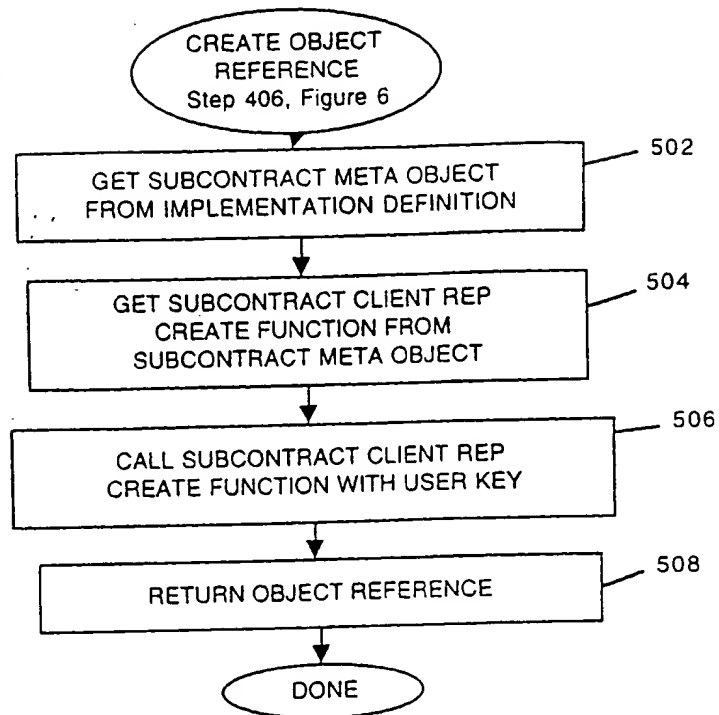 CREATE OBJECT
REFERENCE
Step 406, Figure 6
502
GET SUBCONTRACT META OBJECT
FROM IMPLEMENTATION DEFINITION
504
GET SUBCONTRACT CLIENT REP
CREATE FUNCTION FROM
SUBCONTRACT META OBJECT
506
CALL SUBCONTRACT CLIENT REP
CREATE FUNCTION WITH USER KEY
508
RETURN OBJECT REFERENCE
DONE